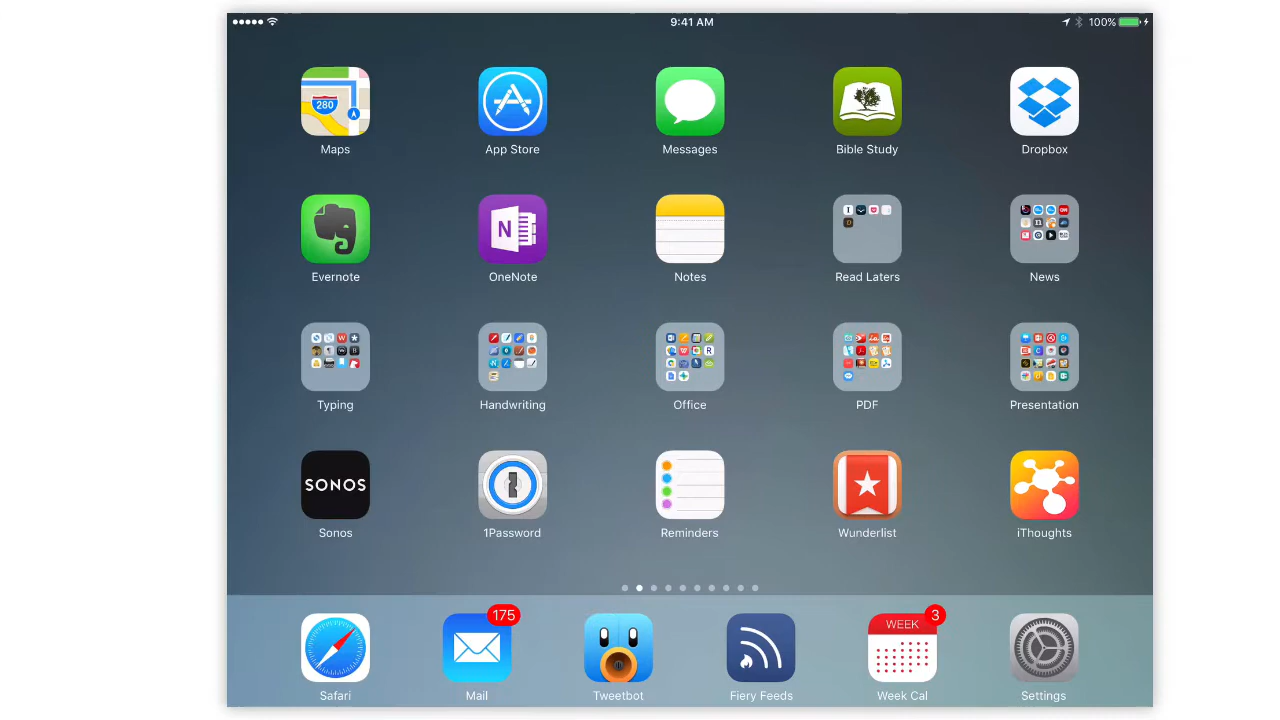 9:41 AM
100%
280
Maps
App Store
Messages
Bible Study
Dropbox
N
Evernote
OneNote
Notes
Read Laters
News
Typing
Handwriting
Office
PDF
Presentation
SONOS
Sonos
1Password
Reminders
Wunderlist
iThoughts
175
3
WEEK
Safari
Mail
Tweetbot
Fiery Feeds
Week Cal
Settings